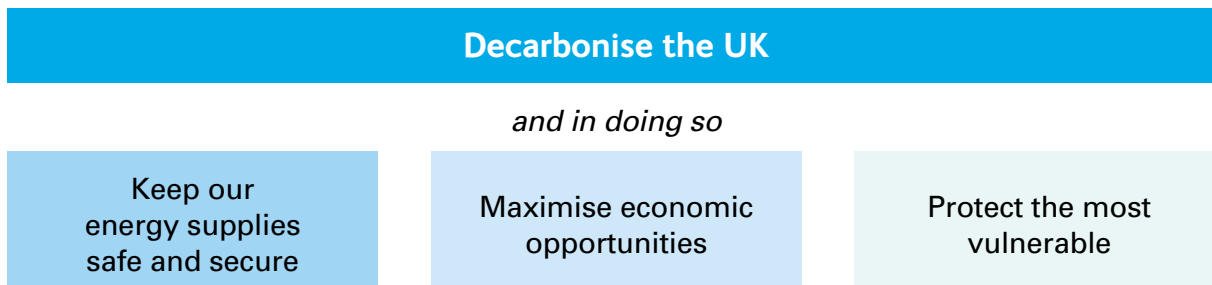 Decarbonise the UK
and in doing so
Keep our
energy supplies
safe and secure
Maximise economic
opportunities
Protect the most
vulnerable